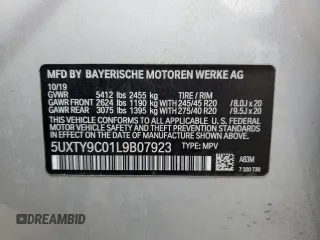 MFD BY BAYERISCHE MOTOREN WERKE AG
10/19
GVWR 5412 lbs 2455 kg TIRE / RIM
GAWR FRONT 2624 lbs 1190 kg WITH 245/45 R20 / 8.0J x 20
GAWR REAR 3075 lbs 1395 kg WITH 275/40 R20 / 9.5J x 20
THIS VEHICLE CONFORMS TO ALL APPLICABLE FEDERAL MOTOR VEHICLE
SAFETY, BUMPER, AND THEFT PREVENTION STANDARDS IN EFFECT ON
THE DATE OF MANUFACTURE SHOWN ABOVE.
5UXTY9C01L9B07923 TYPE: MPV
A83M
7 320 730
AUTOHELPERBOT.COM